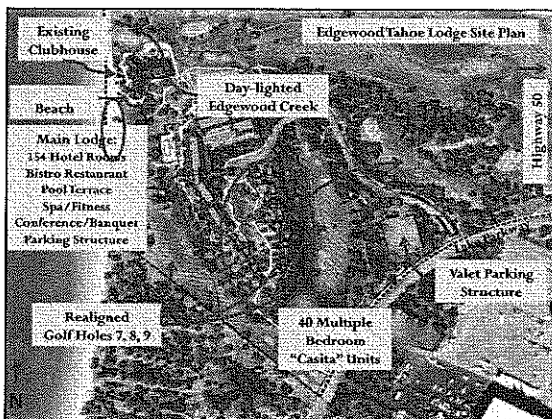 Existing
Clubhouse
Edgewood Tahoe Lodge Site Plan
Day-lighted
Edgewood Creek
Highway 50
Beach
Main Lodge:
154 Hotel Rooms
Bistro Restaurant
Pool Terrace
Spa/Fitness
Conference/Banquet
Parking Structure
Lake Parkway
Valet Parking
Structure
Realigned
Golf Holes 7, 8, 9
40 Multiple
Bedroom
"Casita" Units
N